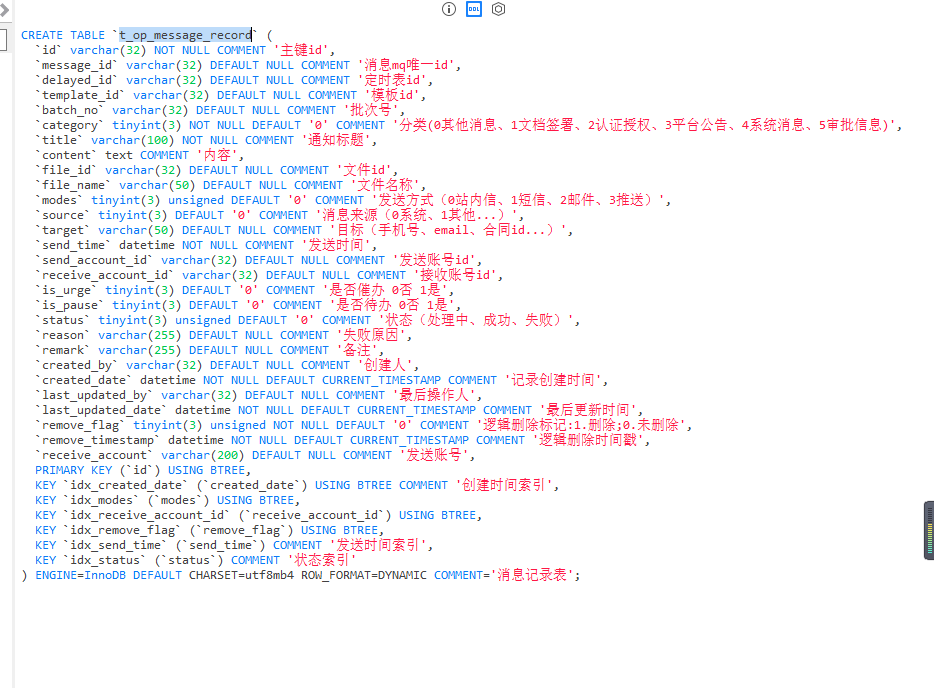 DDL
CREATE TABLE `t_op_message_record` (
`id` varchar(32) NOT NULL COMMENT '主键id',
`message_id` varchar(32) DEFAULT NULL COMMENT '消息mq唯一id',
`delayed_id` varchar(32) DEFAULT NULL COMMENT '定时表id',
`template_id` varchar(32) DEFAULT NULL COMMENT '模板id',
`batch_no` varchar(32) DEFAULT NULL COMMENT '批次号',
`category` tinyint(3) NOT NULL DEFAULT '0' COMMENT '分类(0其他消息、1文档签署、2认证授权、3平台公告、4系统消息、5审批信息)',
`title` varchar(100) NOT NULL COMMENT '通知标题',
`content` text COMMENT '内容',
`file_id` varchar(32) DEFAULT NULL COMMENT '文件id',
`file_name` varchar(50) DEFAULT NULL COMMENT '文件名称',
`modes` tinyint(3) unsigned DEFAULT '0' COMMENT '发送方式（0站内信、1短信、2邮件、3推送）',
`source` tinyint(3) DEFAULT '0' COMMENT '消息来源（0系统、1其他...）',
`target` varchar(50) DEFAULT NULL COMMENT '目标（手机号、email、合同id...）',
`send_time` datetime NOT NULL COMMENT '发送时间',
`send_account_id` varchar(32) DEFAULT NULL COMMENT '发送账号id',
`receive_account_id` varchar(32) DEFAULT NULL COMMENT '接收账号id',
`is_urge` tinyint(3) DEFAULT '0' COMMENT '是否催办 0否 1是',
`is_pause` tinyint(3) DEFAULT '0' COMMENT '是否待办 0否 1是',
`status` tinyint(3) unsigned DEFAULT '0' COMMENT '状态（处理中、成功、失败）',
`reason` varchar(255) DEFAULT NULL COMMENT '失败原因',
`remark` varchar(255) DEFAULT NULL COMMENT '备注',
`created_by` varchar(32) DEFAULT NULL COMMENT '创建人',
`created_date` datetime NOT NULL DEFAULT CURRENT_TIMESTAMP COMMENT '记录创建时间',
`last_updated_by` varchar(32) DEFAULT NULL COMMENT '最后操作人',
`last_updated_date` datetime NOT NULL DEFAULT CURRENT_TIMESTAMP COMMENT '最后更新时间',
`remove_flag` tinyint(3) unsigned NOT NULL DEFAULT '0' COMMENT '逻辑删除标记:1.删除;0.未删除',
`remove_timestamp` datetime NOT NULL DEFAULT CURRENT_TIMESTAMP COMMENT '逻辑删除时间戳',
`receive_account` varchar(200) DEFAULT NULL COMMENT '发送账号',
PRIMARY KEY (`id`) USING BTREE,
KEY `idx_created_date` (`created_date`) USING BTREE COMMENT '创建时间索引',
KEY `idx_modes` (`modes`) USING BTREE,
KEY `idx_receive_account_id` (`receive_account_id`) USING BTREE,
KEY `idx_remove_flag` (`remove_flag`) USING BTREE,
KEY `idx_send_time` (`send_time`) COMMENT '发送时间索引',
KEY `idx_status` (`status`) COMMENT '状态索引'
) ENGINE=InnoDB DEFAULT CHARSET=utf8mb4 ROW_FORMAT=DYNAMIC COMMENT='消息记录表';